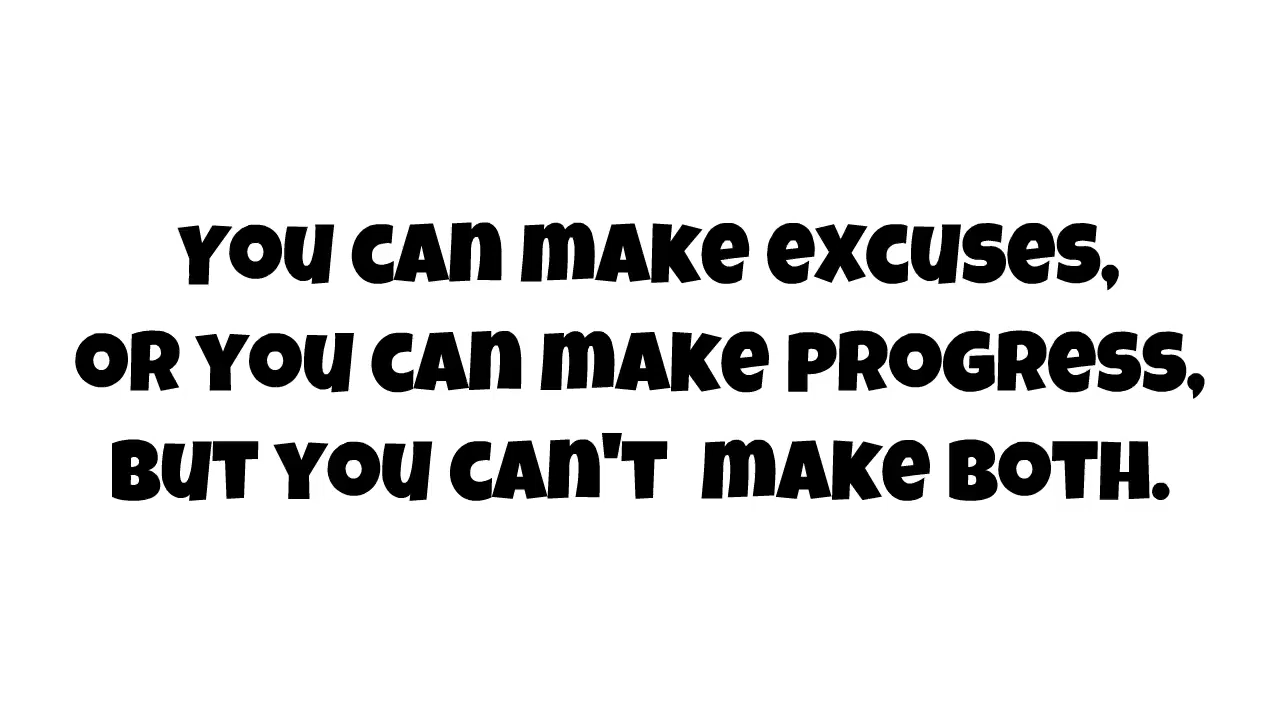 You can make excuses,
or you can make progress,
but you can't  make both.